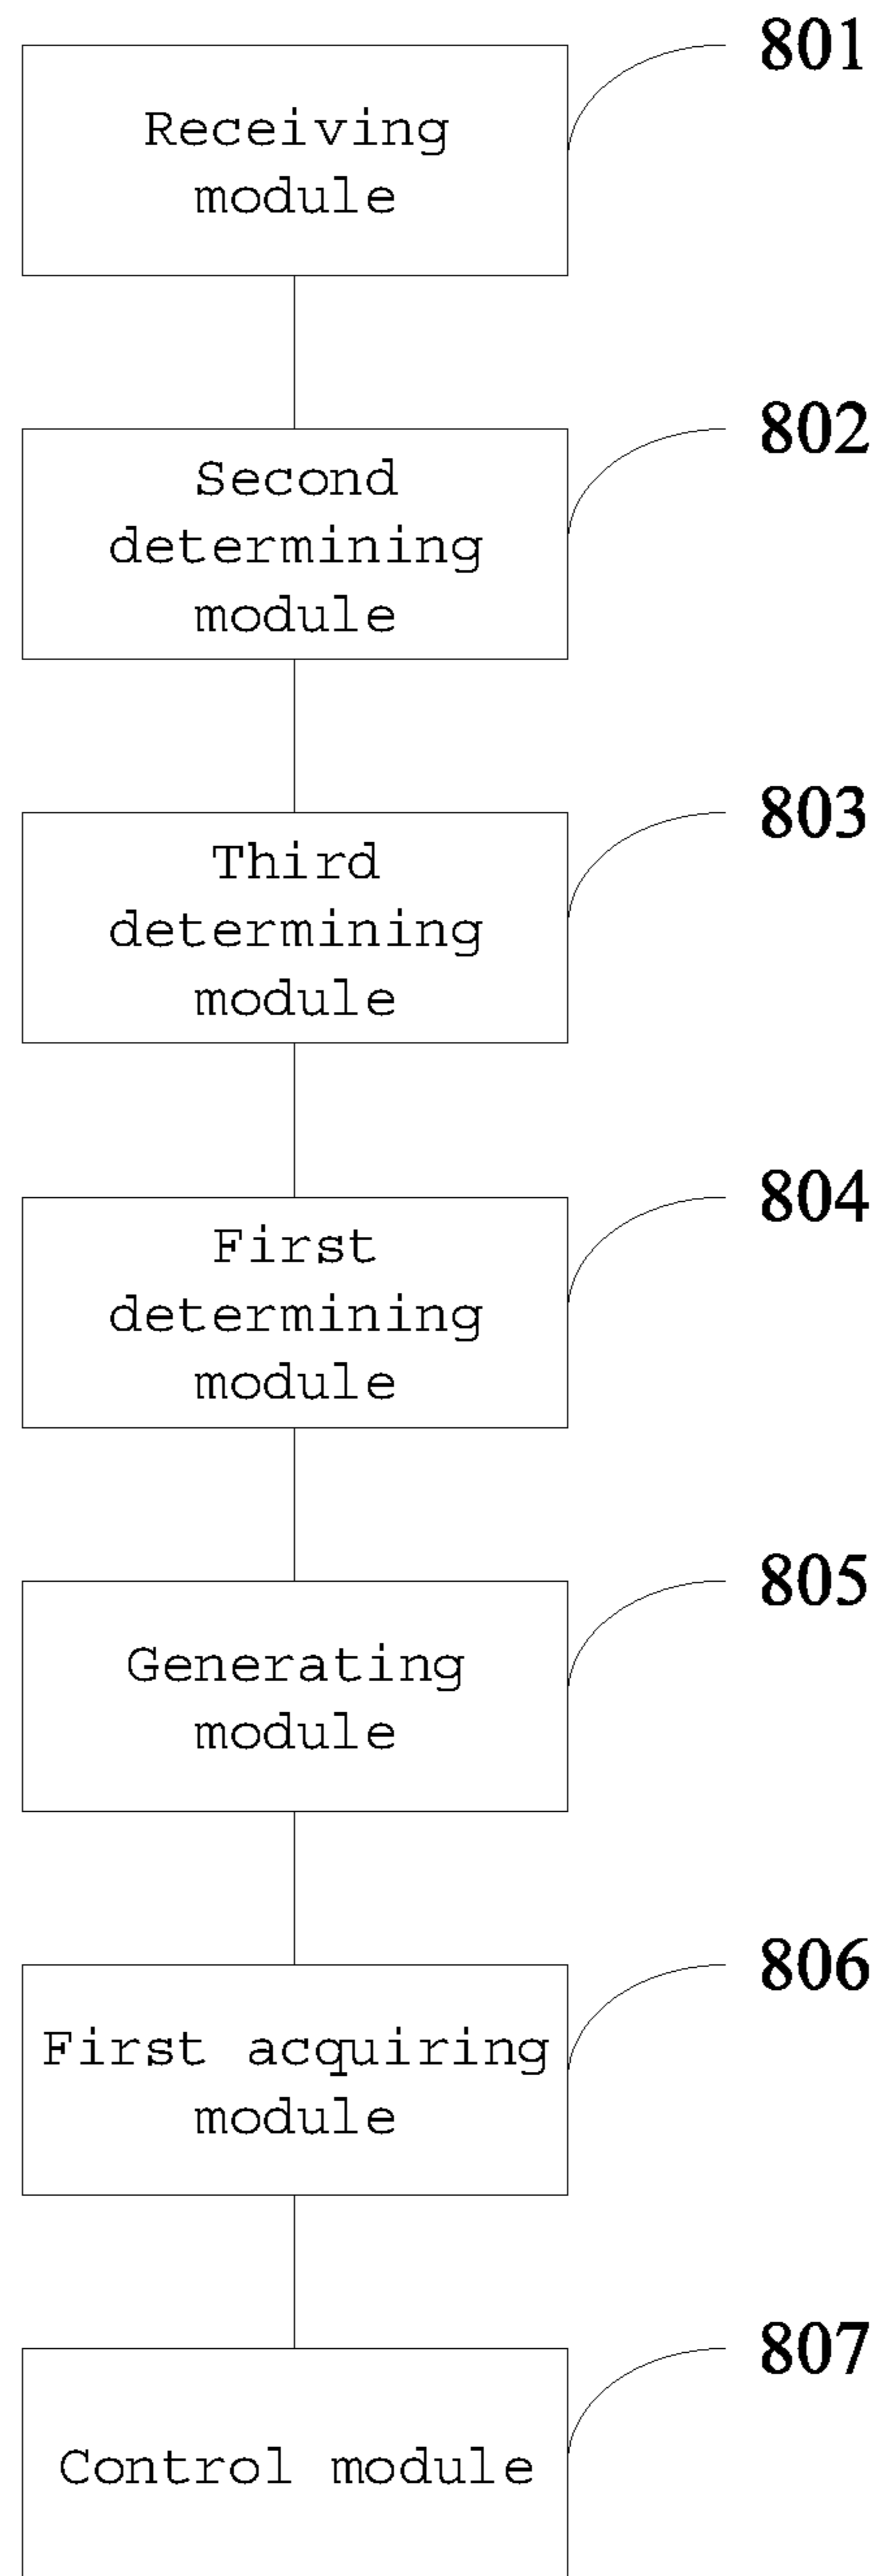 801
Receiving
module
802
Second
determining
module
803
Third
determining
module
804
First
determining
module
805
Generating
module
806
First acquiring
module
807
Control module